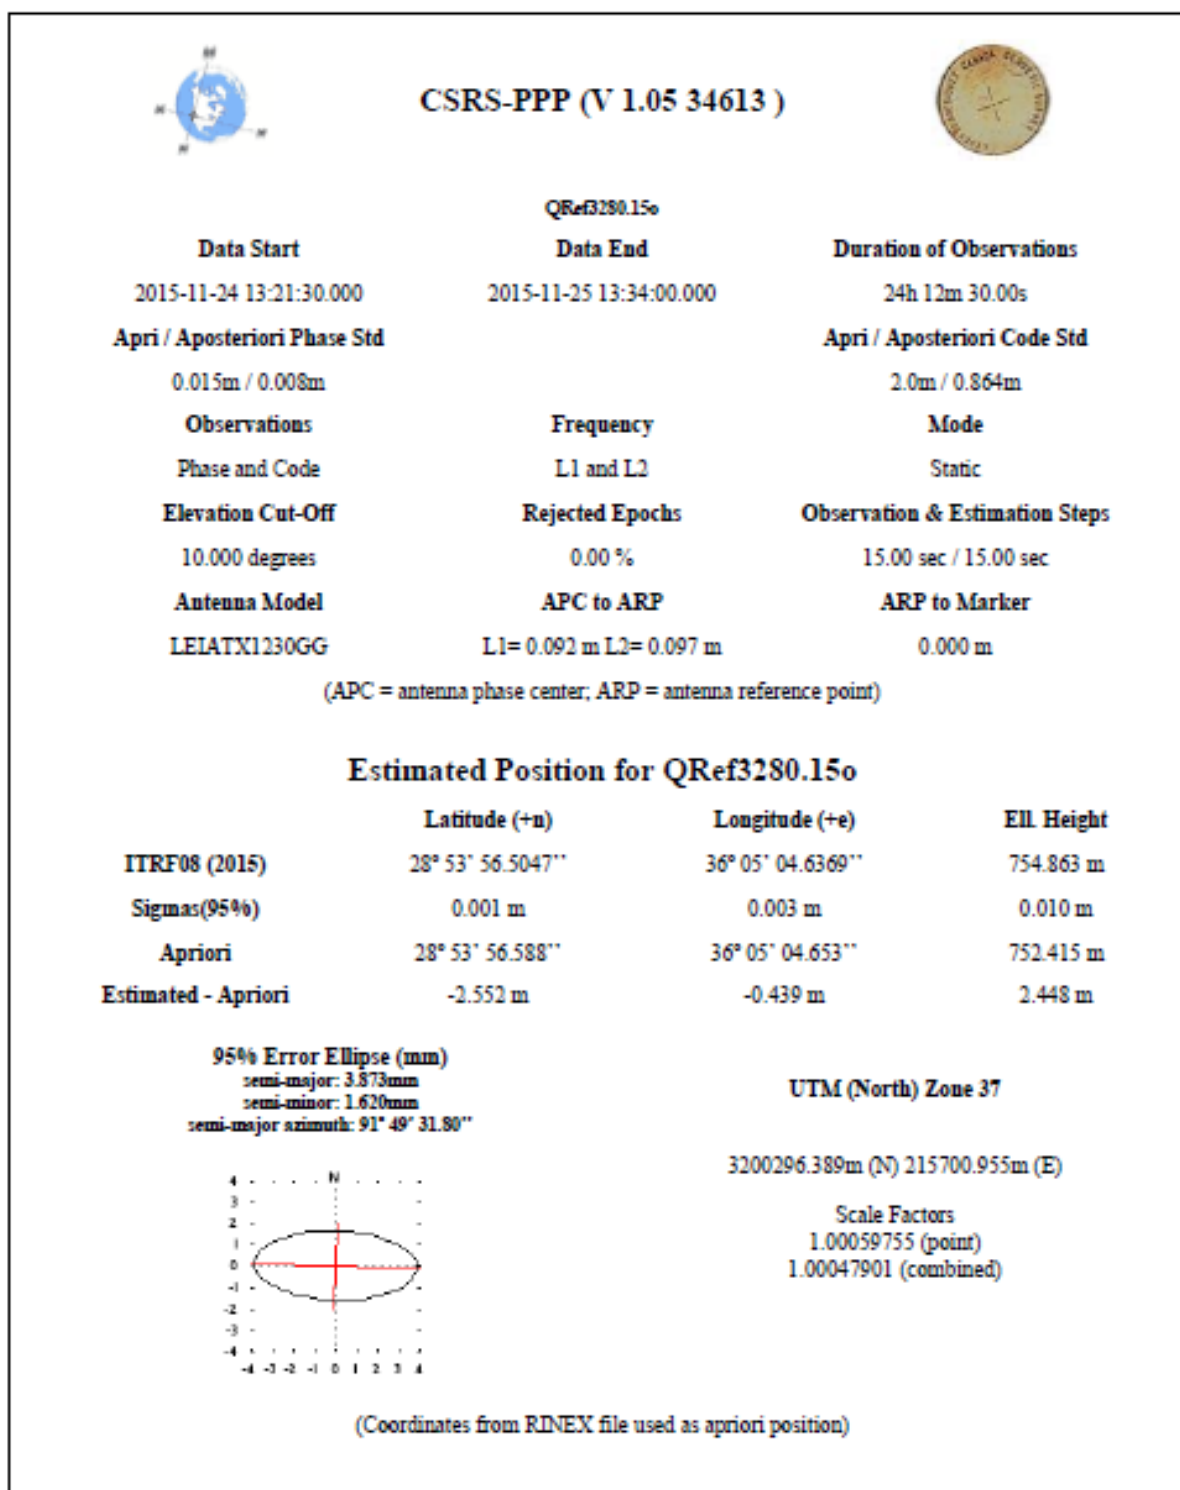 CSRS-PPP (V 1.05 34613 )
QRef3280.15o
Data Start Data End Duration of Observations
2015-11-24 13:21:30.000 2015-11-25 13:34:00.000 24h 12m 30.00s
Apri / Aposteriori Phase Std Apri / Aposteriori Code Std
0.015m / 0.008m 2.0m / 0.864m
Observations Frequency Mode
Phase and Code L1 and L2 Static
Elevation Cut-Off Rejected Epochs Observation & Estimation Steps
10.000 degrees 0.00 % 15.00 sec / 15.00 sec
Antenna Model APC to ARP ARP to Marker
LEIATX1230GG L1= 0.092 m L2= 0.097 m 0.000 m
(APC = antenna phase center; ARP = antenna reference point)
Estimated Position for QRef3280.15o
Latitude (+n) Longitude (+e) Ell. Height
ITRF08 (2015) 28° 53' 56.5047'' 36° 05' 04.6369'' 754.863 m
Sigmas(95%) 0.001 m 0.003 m 0.010 m
Apriori 28° 53' 56.588'' 36° 05' 04.653'' 752.415 m
Estimated - Apriori -2.552 m -0.439 m 2.448 m
95% Error Ellipse (mm)
semi-major: 3.873mm
semi-minor: 1.620mm
semi-major azimuth: 91° 49' 31.80''
UTM (North) Zone 37
3200296.389m (N) 215700.955m (E)
Scale Factors
1.00059755 (point)
1.00047901 (combined)
N
4
3
2
1
0
-1
-2
-3
-4
-4 -3 -2 -1 0 1 2 3 4
(Coordinates from RINEX file used as apriori position)